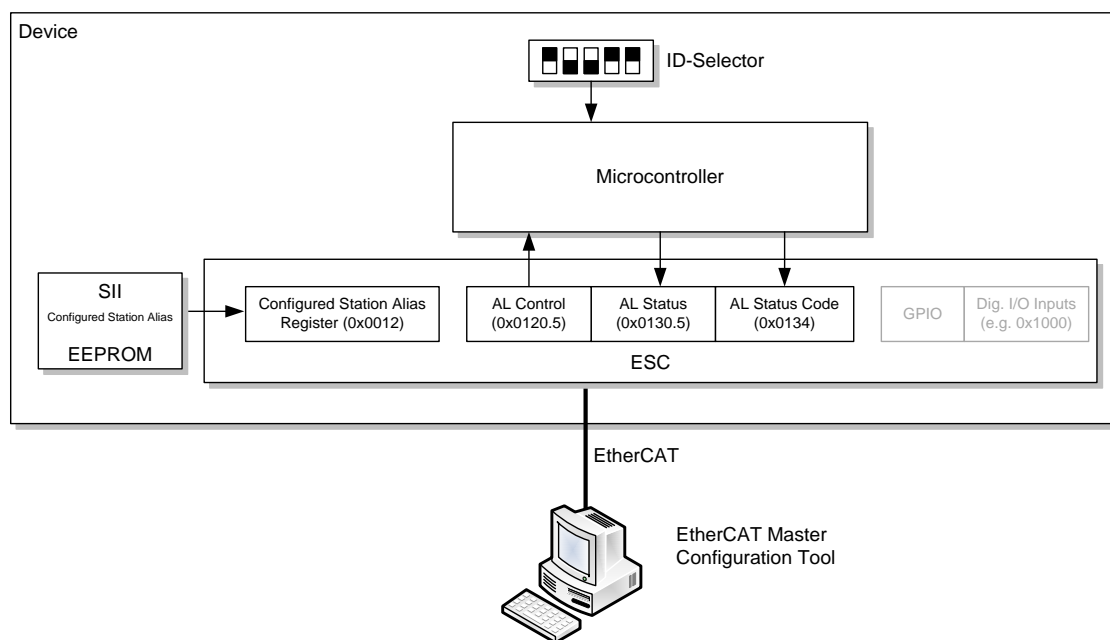 Device
ID-Selector
Microcontroller
SII
Configured Station Alias
EEPROM
Configured Station Alias
Register (0x0012)
AL Control
(0x0120.5)
AL Status
(0x0130.5)
AL Status Code
(0x0134)
GPIO
Dig. I/O Inputs
(e.g. 0x1000)
ESC
EtherCAT
EtherCAT Master
Configuration Tool